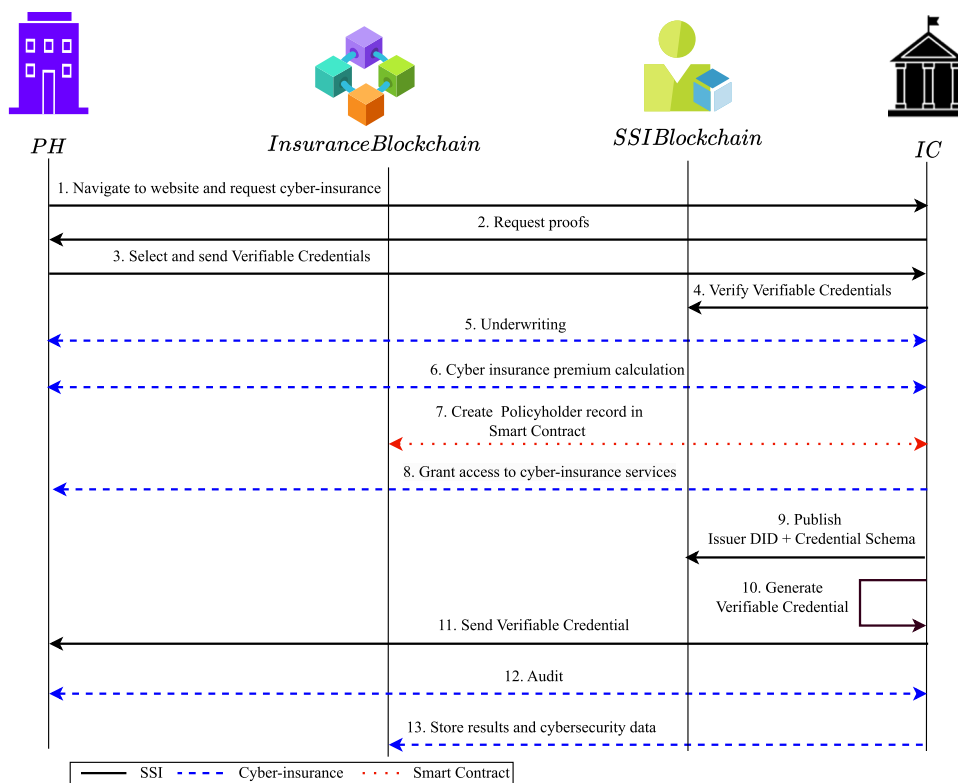 PH
InsuranceBlockchain
SSIBlockchain
IC
1. Navigate to website and request cyber-insurance
2. Request proofs
3. Select and send Verifiable Credentials
4. Verify Verifiable Credentials
5. Underwriting
6. Cyber insurance premium calculation
7. Create Policyholder record in
Smart Contract
8. Grant access to cyber-insurance services
9. Publish
Issuer DID + Credential Schema
10. Generate
Verifiable Credential
11. Send Verifiable Credential
12. Audit
13. Store results and cybersecurity data
SSI Cyber-insurance Smart Contract